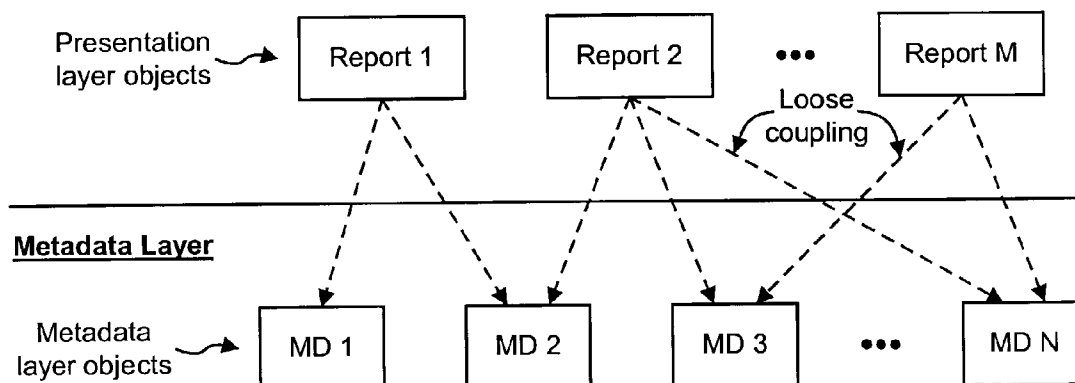 Presentation
layer objects
Report 1
Report 2
•••
Report M
Loose
coupling
Metadata Layer
Metadata
layer objects
MD 1
MD 2
MD 3
•••
MD N